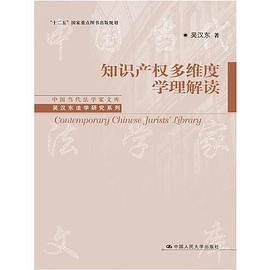 “十二五”国家重点图书出版规划
吴汉东 著
知识产权多维度
学理解读
中国当代法学家文库
吴汉东法学研究系列
Contemporary Chinese Jurists' Library
中国人民大学出版社